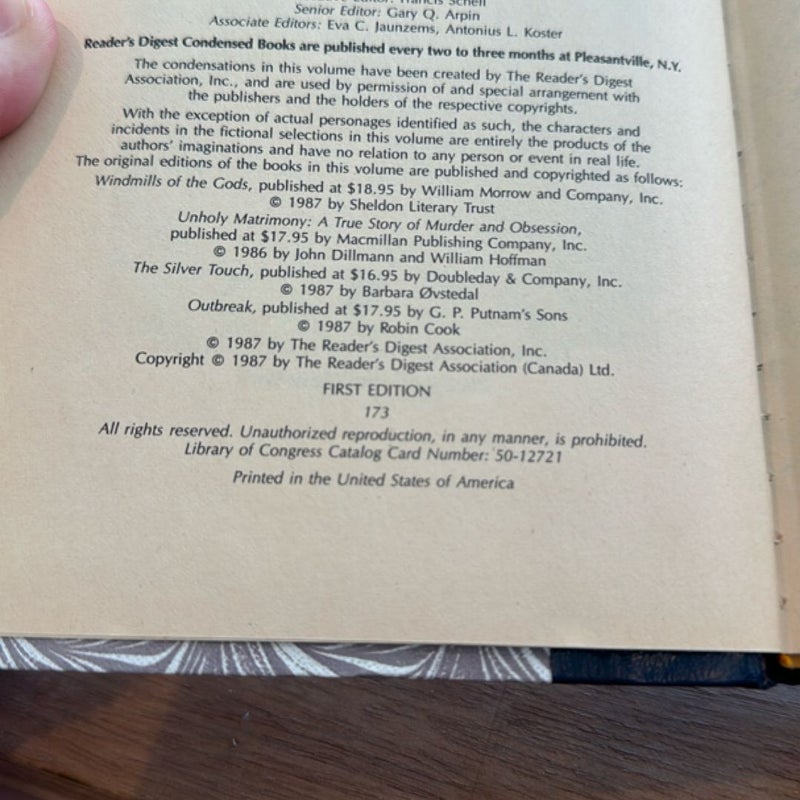 Francis Schell
Senior Editor: Gary Q. Arpin
Associate Editors: Eva C. Jaunzems, Antonius L. Koster
Reader's Digest Condensed Books are published every two to three months at Pleasantville, N.Y.
The condensations in this volume have been created by The Reader's Digest
Association, Inc., and are used by permission of and special arrangement with
the publishers and the holders of the respective copyrights.
With the exception of actual personages identified as such, the characters and
incidents in the fictional selections in this volume are entirely the products of the
authors' imaginations and have no relation to any person or event in real life.
The original editions of the books in this volume are published and copyrighted as follows:
Windmills of the Gods, published at $18.95 by William Morrow and Company, Inc.
© 1987 by Sheldon Literary Trust
Unholy Matrimony: A True Story of Murder and Obsession,
published at $17.95 by Macmillan Publishing Company, Inc.
© 1986 by John Dillmann and William Hoffman
The Silver Touch, published at $16.95 by Doubleday & Company, Inc.
© 1987 by Barbara Øvstedal
Outbreak, published at $17.95 by G. P. Putnam's Sons
© 1987 by Robin Cook
© 1987 by The Reader's Digest Association, Inc.
Copyright © 1987 by The Reader's Digest Association (Canada) Ltd.
FIRST EDITION
173
All rights reserved. Unauthorized reproduction, in any manner, is prohibited.
Library of Congress Catalog Card Number: 50-12721
Printed in the United States of America